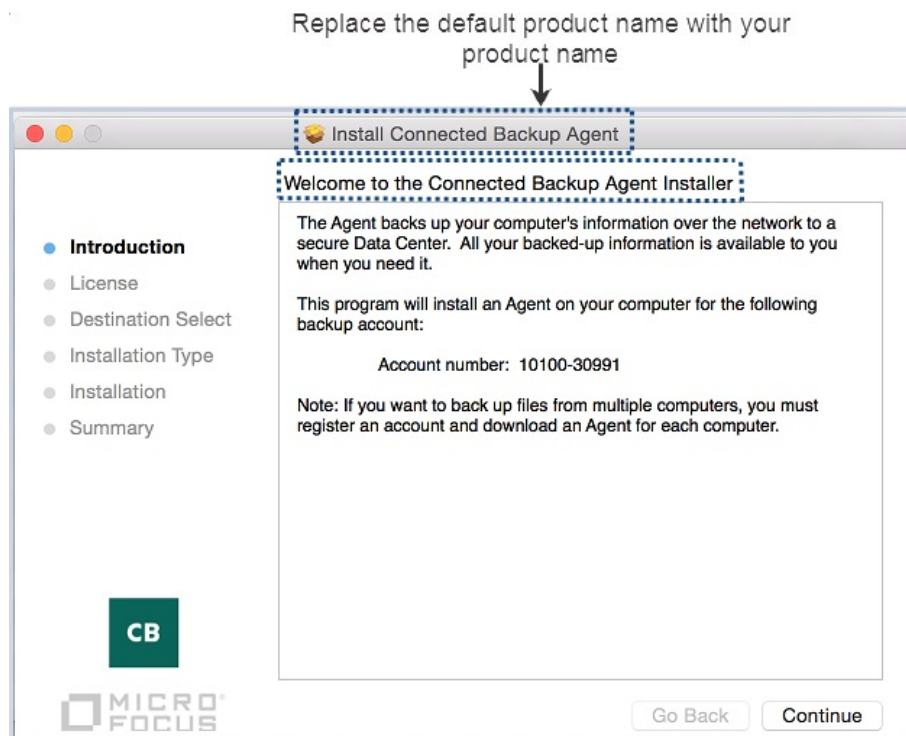 Replace the default product name with your
product name
Install Connected Backup Agent
Welcome to the Connected Backup Agent Installer
Introduction
License
Destination Select
Installation Type
Installation
Summary
The Agent backs up your computer's information over the network to a
secure Data Center.  All your backed-up information is available to you
when you need it.
This program will install an Agent on your computer for the following
backup account:
Account number:  10100-30991
Note: If you want to back up files from multiple computers, you must
register an account and download an Agent for each computer.
CB
MICRO
FOCUS
Go Back
Continue